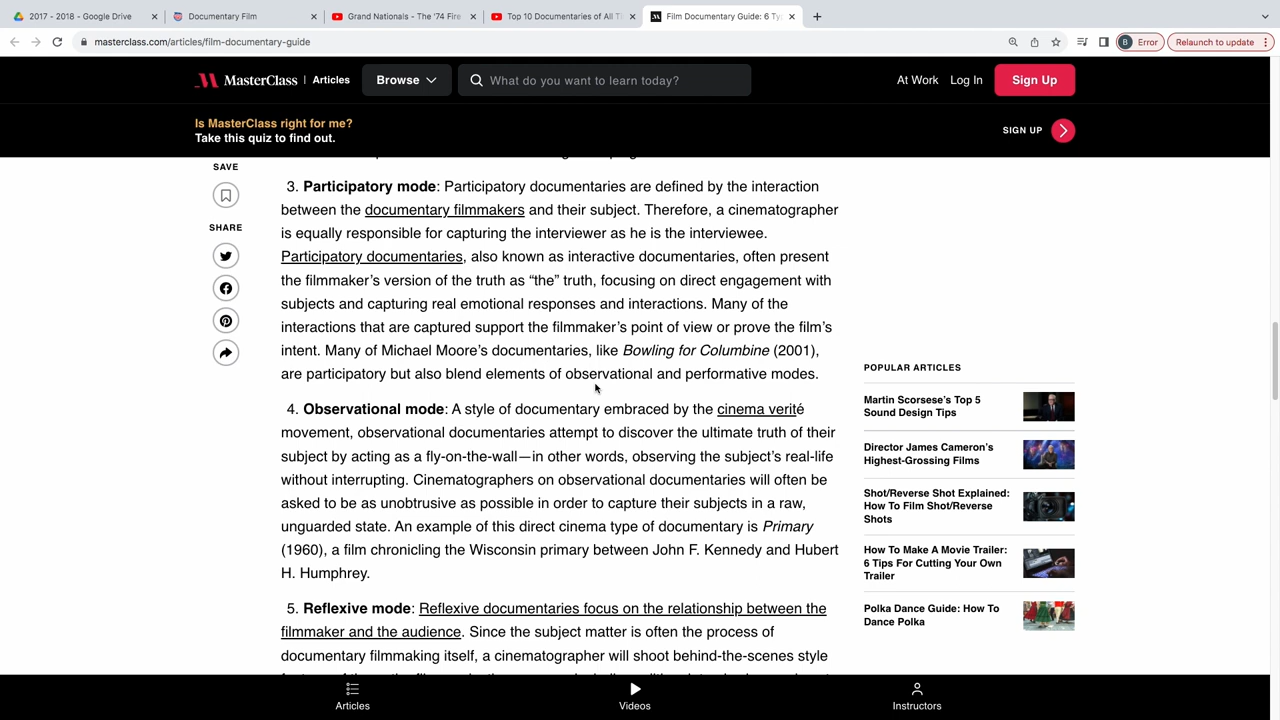 2017 - 2018 - Google Drive
Documentary Film
Grand Nationals - The '74 Fire
Top 10 Documentaries of All Ti
Film Documentary Guide: 6 Ty
masterclass.com/articles/film-documentary-guide
B Error
Relaunch to update
MasterClass | Articles
Browse
What do you want to learn today?
At Work
Log In
Sign Up
Is MasterClass right for me?
Take this quiz to find out.
SIGN UP
SAVE
SHARE
3. Participatory mode: Participatory documentaries are defined by the interaction
between the documentary filmmakers and their subject. Therefore, a cinematographer
is equally responsible for capturing the interviewer as he is the interviewee.
Participatory documentaries, also known as interactive documentaries, often present
the filmmaker’s version of the truth as “the” truth, focusing on direct engagement with
subjects and capturing real emotional responses and interactions. Many of the
interactions that are captured support the filmmaker’s point of view or prove the film’s
intent. Many of Michael Moore’s documentaries, like Bowling for Columbine (2001),
are participatory but also blend elements of observational and performative modes.
4. Observational mode: A style of documentary embraced by the cinema verité
movement, observational documentaries attempt to discover the ultimate truth of their
subject by acting as a fly-on-the-wall—in other words, observing the subject’s real-life
without interrupting. Cinematographers on observational documentaries will often be
asked to be as unobtrusive as possible in order to capture their subjects in a raw,
unguarded state. An example of this direct cinema type of documentary is Primary
(1960), a film chronicling the Wisconsin primary between John F. Kennedy and Hubert
H. Humphrey.
5. Reflexive mode: Reflexive documentaries focus on the relationship between the
filmmaker and the audience. Since the subject matter is often the process of
documentary filmmaking itself, a cinematographer will shoot behind-the-scenes style
POPULAR ARTICLES
Martin Scorsese’s Top 5
Sound Design Tips
Director James Cameron’s
Highest-Grossing Films
Shot/Reverse Shot Explained:
How To Film Shot/Reverse
Shots
How To Make A Movie Trailer:
6 Tips For Cutting Your Own
Trailer
Polka Dance Guide: How To
Dance Polka
Articles
Videos
Instructors